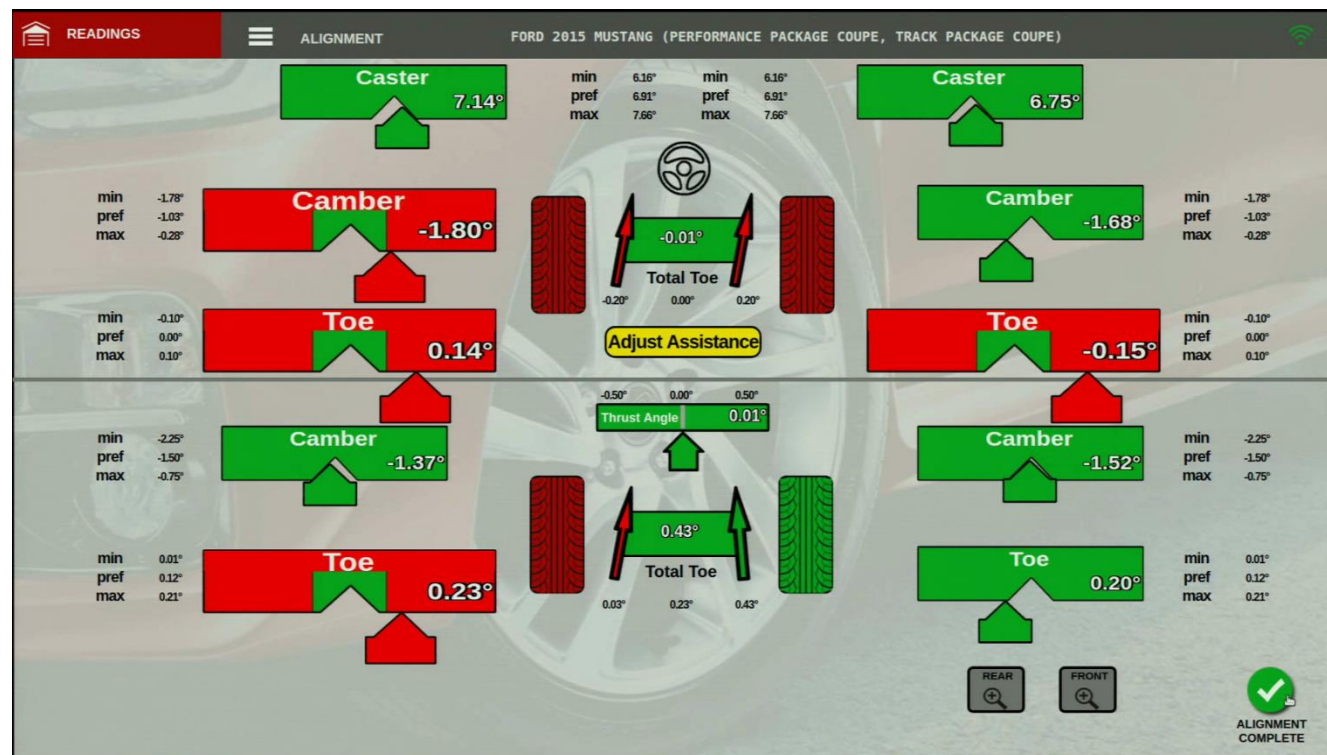 READINGS
ALIGNMENT
FORD 2015 MUSTANG (PERFORMANCE PACKAGE COUPE, TRACK PACKAGE COUPE)
Caster
7.14°
min 6.16° min 6.16°
pref 6.91° pref 6.91°
max 7.66° max 7.66°
Caster
6.75°
min -1.78°
pref -1.03°
max -0.28°
Camber
-1.80°
-0.01°
Total Toe
-0.20° 0.00° 0.20°
Camber
-1.68°
min -1.78°
pref -1.03°
max -0.28°
min -0.10°
pref 0.00°
max 0.10°
Toe
0.14°
Adjust Assistance
Toe
-0.15°
min -0.10°
pref 0.00°
max 0.10°
-0.50° 0.00° 0.50°
Thrust Angle 0.01°
min -2.25°
pref -1.50°
max -0.75°
Camber
-1.37°
Camber
-1.52°
min -2.25°
pref -1.50°
max -0.75°
min 0.01°
pref 0.12°
max 0.21°
Toe
0.23°
0.43°
Total Toe
0.03° 0.23° 0.43°
Toe
0.20°
min 0.01°
pref 0.12°
max 0.21°
REAR
FRONT
ALIGNMENT
COMPLETE